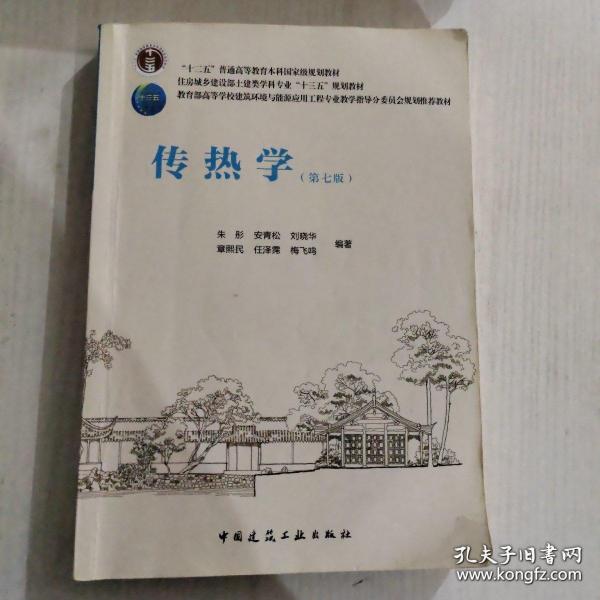 “十二五”普通高等教育本科国家级规划教材
住房城乡建设部土建类学科专业“十三五”规划教材
教育部高等学校建筑环境与能源应用工程专业教学指导分委员会规划推荐教材
十三五
传热学（第七版）
朱 彤 安青松 刘晓华
章熙民 任泽霈 梅飞鸣 编著
中国建筑工业出版社
孔夫子旧书网
www.kongfz.com